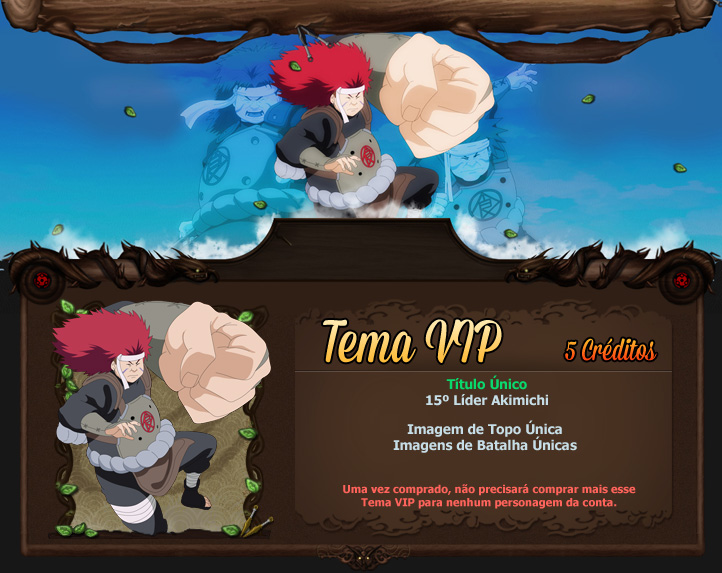 Tema VIP
5 Créditos
Título Único
15º Líder Akimichi
Imagem de Topo Única
Imagens de Batalha Únicas
Uma vez comprado, não precisará comprar mais esse
Tema VIP para nenhum personagem da conta.